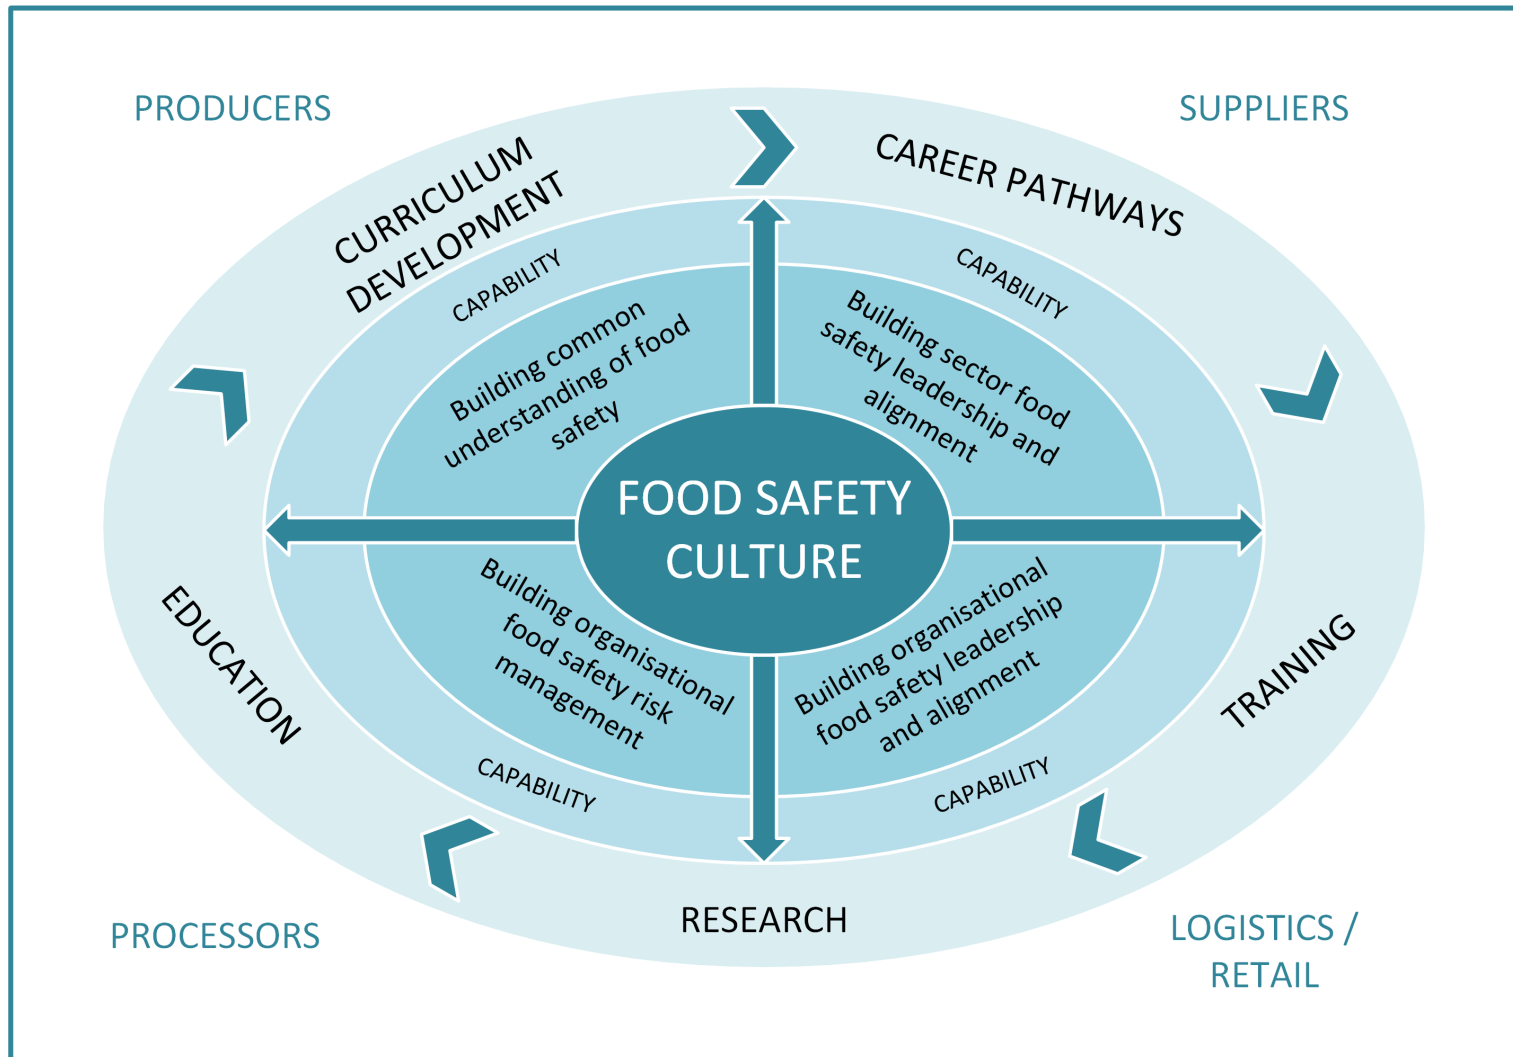 PRODUCERS
SUPPLIERS
CURRICULUM
DEVELOPMENT
CAREER PATHWAYS
CAPABILITY
CAPABILITY
Building common
understanding of food
safety
Building sector food
safety leadership and
alignment
FOOD SAFETY
CULTURE
EDUCATION
Building organisational
food safety risk
management
Building organisational
food safety leadership
and alignment
TRAINING
CAPABILITY
CAPABILITY
RESEARCH
PROCESSORS
LOGISTICS /
RETAIL